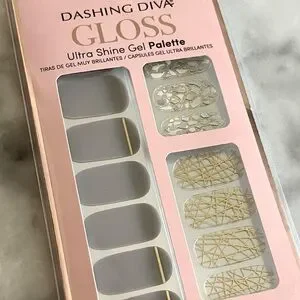 DASHING DIVA®
GLOSS
Ultra Shine Gel Palette
TIRAS DE GEL MUY BRILLANTES / CAPSULES GEL ULTRA BRILLANTES